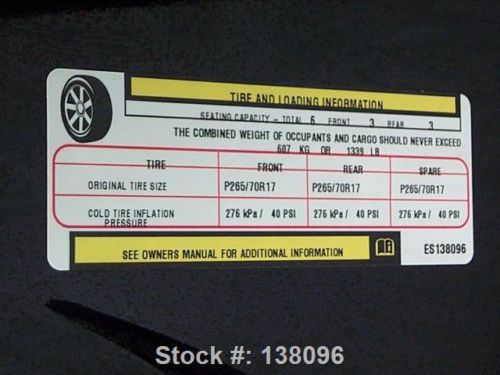 TIRE AND LOADING INFORMATION
SEATING CAPACITY - TOTAL 6 FRONT 3 REAR 3
THE COMBINED WEIGHT OF OCCUPANTS AND CARGO SHOULD NEVER EXCEED
607 KG OR 1339 LB
TIRE FRONT REAR SPARE
ORIGINAL TIRE SIZE P265/70R17 P265/70R17 P265/70R17
COLD TIRE INFLATION 276 kPa / 40 PSI 276 kPa / 40 PSI 276 kPa / 40 PSI
PRESSURE
SEE OWNERS MANUAL FOR ADDITIONAL INFORMATION ES138096
Stock #: 138096